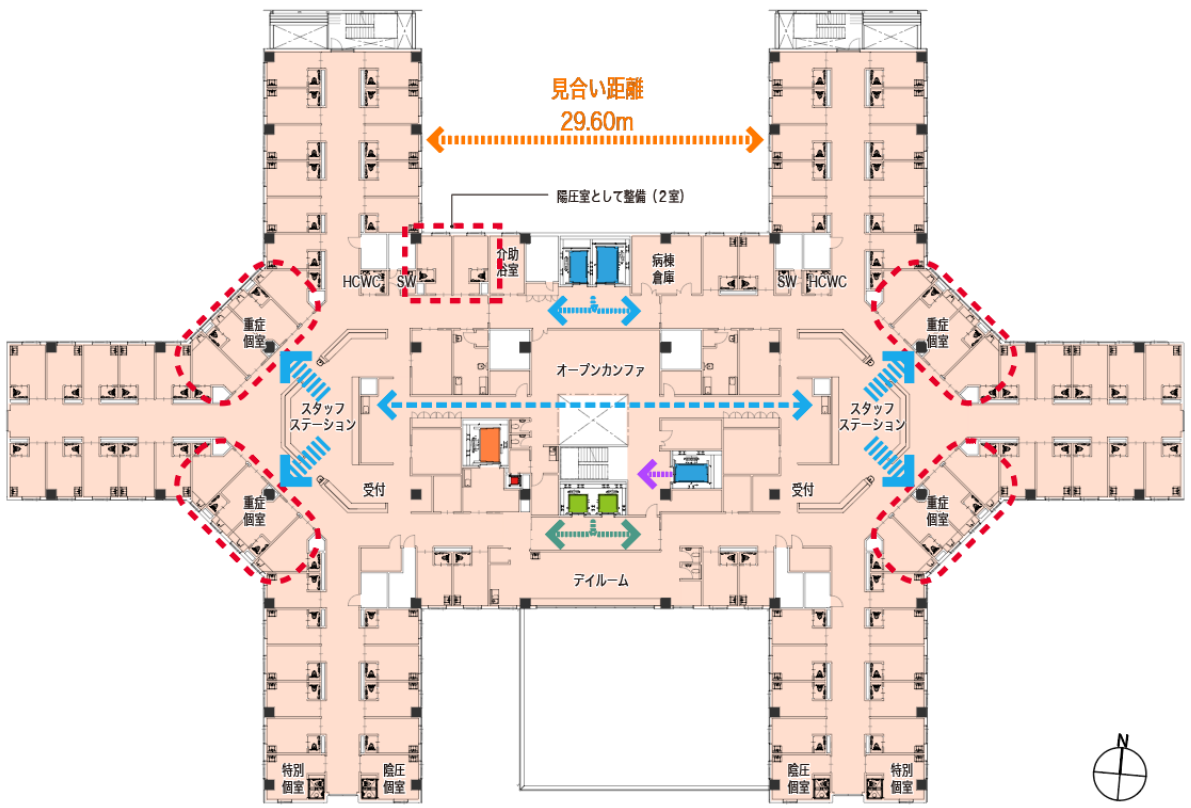 見合い距離
29.60m
陽圧室として整備（２室）
介助
浴室
病棟
倉庫
HCWC
SW
SW
HCWC
重症
個室
重症
個室
オープンカンファ
スタッフ
ステーション
スタッフ
ステーション
受付
受付
重症
個室
重症
個室
デイルーム
特別
個室
陰圧
個室
陰圧
個室
特別
個室
N